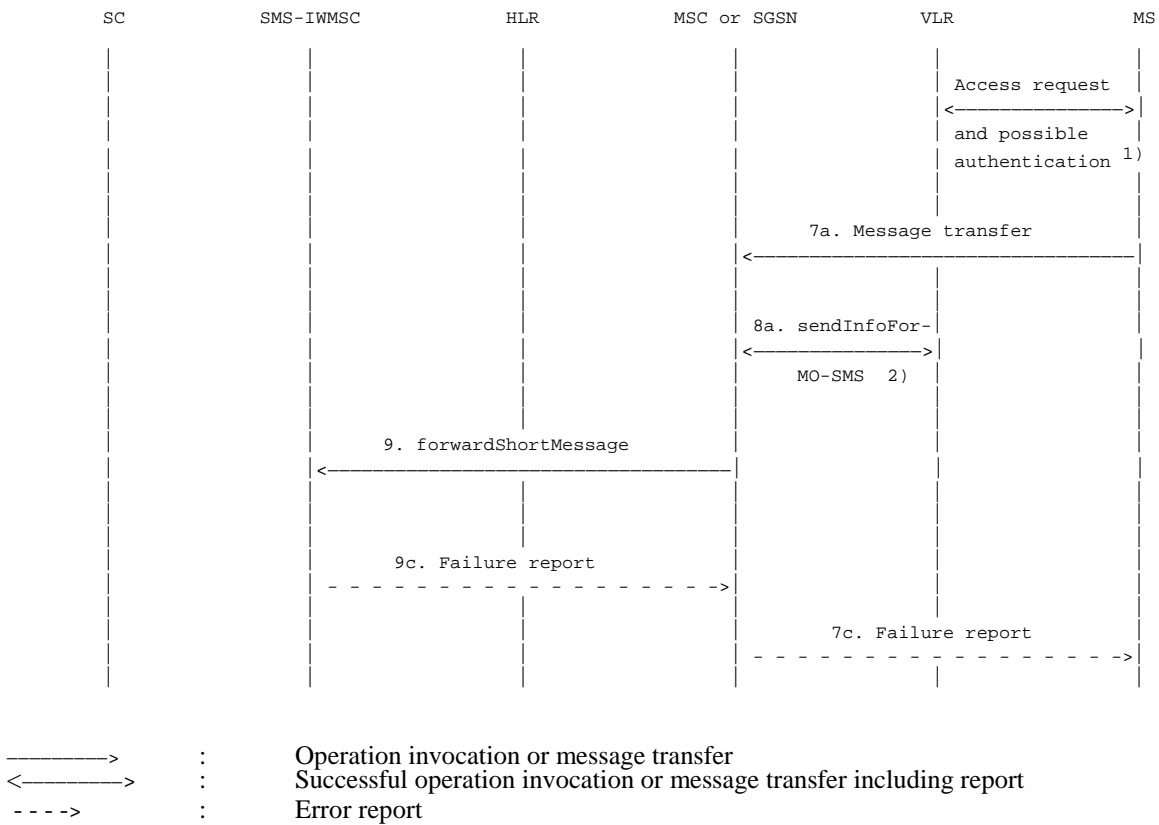 SC SMS-IWMSC HLR MSC or SGSN VLR MS
Access request
and possible
authentication 1)
7a. Message transfer
8a. sendInfoFor-
MO-SMS 2)
9. forwardShortMessage
9c. Failure report
7c. Failure report
: Operation invocation or message transfer
: Successful operation invocation or message transfer including report
: Error report